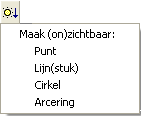 Maak (on)zichtbaar:
Punt
Lijn(stuk)
Cirkel
Arcering